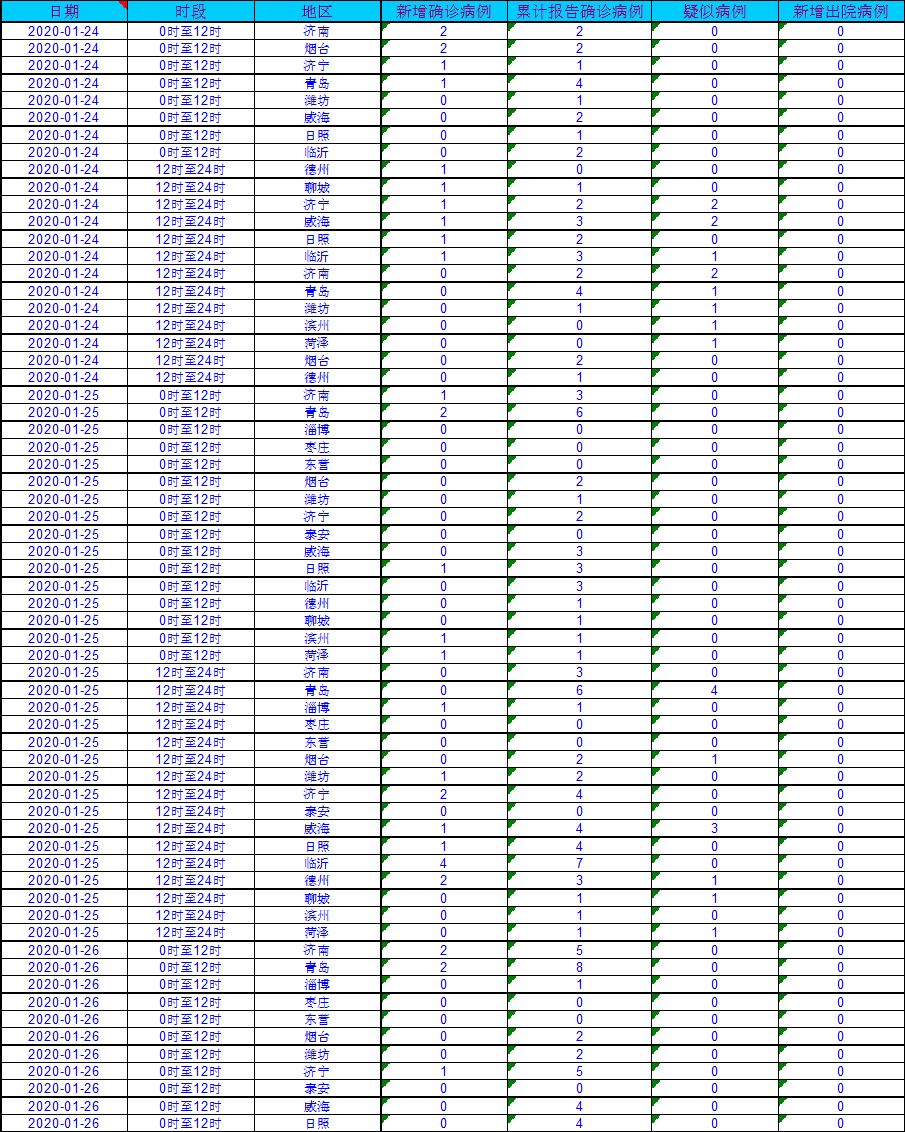 日期 时段 地区 新增确诊病例 累计报告确诊病例 疑似病例 新增出院病例
2020-01-24 0时至12时 济南 2 2 0 0
2020-01-24 0时至12时 烟台 2 2 0 0
2020-01-24 0时至12时 济宁 1 1 0 0
2020-01-24 0时至12时 青岛 1 4 0 0
2020-01-24 0时至12时 潍坊 0 1 0 0
2020-01-24 0时至12时 威海 0 2 0 0
2020-01-24 0时至12时 日照 0 1 0 0
2020-01-24 0时至12时 临沂 0 2 0 0
2020-01-24 12时至24时 德州 1 0 0 0
2020-01-24 12时至24时 聊城 1 1 0 0
2020-01-24 12时至24时 济宁 1 2 2 0
2020-01-24 12时至24时 威海 1 3 2 0
2020-01-24 12时至24时 日照 1 2 0 0
2020-01-24 12时至24时 临沂 1 3 1 0
2020-01-24 12时至24时 济南 0 2 2 0
2020-01-24 12时至24时 青岛 0 4 1 0
2020-01-24 12时至24时 潍坊 0 1 1 0
2020-01-24 12时至24时 滨州 0 0 1 0
2020-01-24 12时至24时 菏泽 0 0 1 0
2020-01-24 12时至24时 烟台 0 2 0 0
2020-01-24 12时至24时 德州 0 1 0 0
2020-01-25 0时至12时 济南 1 3 0 0
2020-01-25 0时至12时 青岛 2 6 0 0
2020-01-25 0时至12时 淄博 0 0 0 0
2020-01-25 0时至12时 枣庄 0 0 0 0
2020-01-25 0时至12时 东营 0 0 0 0
2020-01-25 0时至12时 烟台 0 2 0 0
2020-01-25 0时至12时 潍坊 0 1 0 0
2020-01-25 0时至12时 济宁 0 2 0 0
2020-01-25 0时至12时 泰安 0 0 0 0
2020-01-25 0时至12时 威海 0 3 0 0
2020-01-25 0时至12时 日照 1 3 0 0
2020-01-25 0时至12时 临沂 0 3 0 0
2020-01-25 0时至12时 德州 0 1 0 0
2020-01-25 0时至12时 聊城 0 1 0 0
2020-01-25 0时至12时 滨州 1 1 0 0
2020-01-25 0时至12时 菏泽 1 1 0 0
2020-01-25 12时至24时 济南 0 3 0 0
2020-01-25 12时至24时 青岛 0 6 4 0
2020-01-25 12时至24时 淄博 1 1 0 0
2020-01-25 12时至24时 枣庄 0 0 0 0
2020-01-25 12时至24时 东营 0 0 0 0
2020-01-25 12时至24时 烟台 0 2 1 0
2020-01-25 12时至24时 潍坊 1 2 0 0
2020-01-25 12时至24时 济宁 2 4 0 0
2020-01-25 12时至24时 泰安 0 0 0 0
2020-01-25 12时至24时 威海 1 4 3 0
2020-01-25 12时至24时 日照 1 4 0 0
2020-01-25 12时至24时 临沂 4 7 0 0
2020-01-25 12时至24时 德州 2 3 1 0
2020-01-25 12时至24时 聊城 0 1 1 0
2020-01-25 12时至24时 滨州 0 1 0 0
2020-01-25 12时至24时 菏泽 0 1 1 0
2020-01-26 0时至12时 济南 2 5 0 0
2020-01-26 0时至12时 青岛 2 8 0 0
2020-01-26 0时至12时 淄博 0 1 0 0
2020-01-26 0时至12时 枣庄 0 0 0 0
2020-01-26 0时至12时 东营 0 0 0 0
2020-01-26 0时至12时 烟台 0 2 0 0
2020-01-26 0时至12时 潍坊 0 2 0 0
2020-01-26 0时至12时 济宁 1 5 0 0
2020-01-26 0时至12时 泰安 0 0 0 0
2020-01-26 0时至12时 威海 0 4 0 0
2020-01-26 0时至12时 日照 0 4 0 0